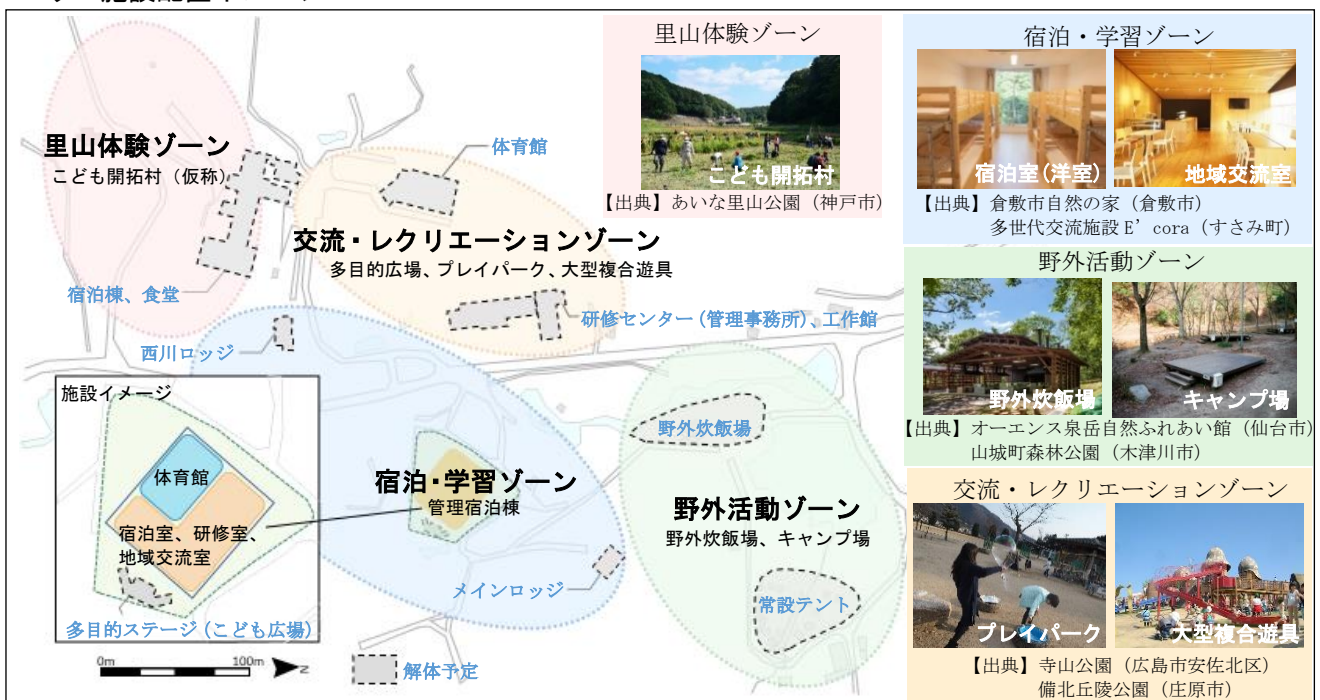 里山体験ゾーン
こども開拓村（仮称）
体育館
交流・レクリエーションゾーン
多目的広場、プレイパーク、大型複合遊具
宿泊棟、食堂
研修センター（管理事務所）、工作館
西川ロッジ
施設イメージ
体育館
宿泊室、研修室、
地域交流室
多目的ステージ（こども広場）
宿泊・学習ゾーン
管理宿泊棟
メインロッジ
野外炊飯場
野外活動ゾーン
野外炊飯場、キャンプ場
常設テント
0m
100m
N
解体予定
里山体験ゾーン
こども開拓村
【出典】あいな里山公園（神戸市）
宿泊・学習ゾーン
宿泊室(洋室)
地域交流室
【出典】倉敷市自然の家（倉敷市）
多世代交流施設E’cora（すさみ町）
野外活動ゾーン
野外炊飯場
キャンプ場
【出典】オーエンス泉岳自然ふれあい館（仙台市）
山城町森林公園（木津川市）
交流・レクリエーションゾーン
プレイパーク
大型複合遊具
【出典】寺山公園（広島市安佐北区）
備北丘陵公園（庄原市）